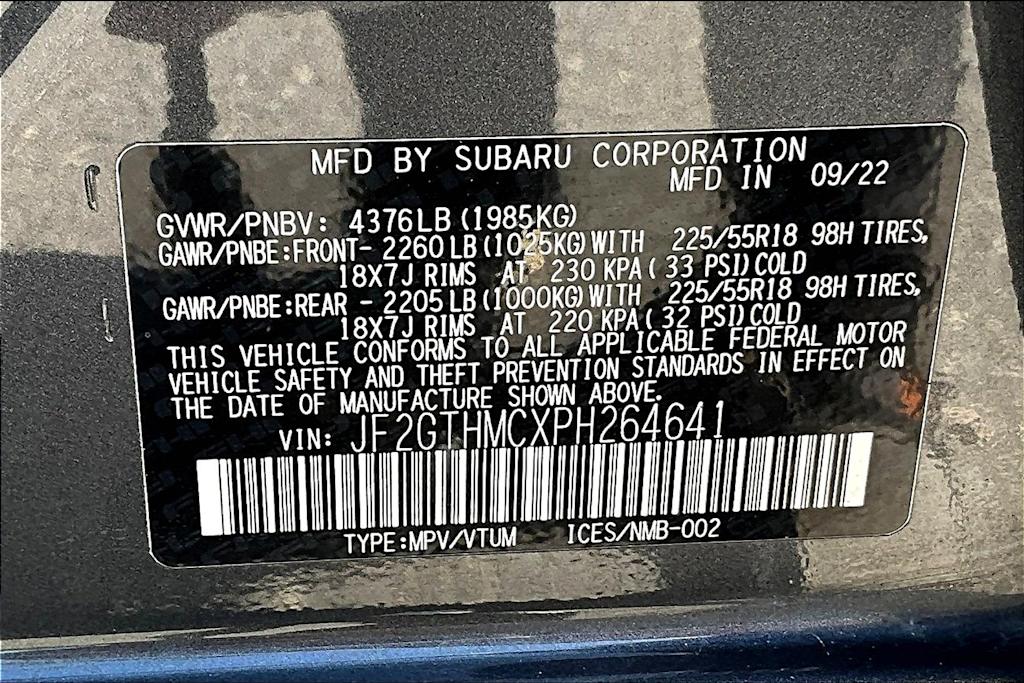 MFD BY SUBARU CORPORATION
MFD IN 09/22
GVWR/PNBV: 4376LB (1985KG)
GAWR/PNBE:FRONT- 2260 LB (1025KG) WITH 225/55R18 98H TIRES,
18X7J RIMS AT 230 KPA ( 33 PSI) COLD
GAWR/PNBE:REAR - 2205 LB (1000KG) WITH 225/55R18 98H TIRES,
18X7J RIMS AT 220 KPA ( 32 PSI) COLD
THIS VEHICLE CONFORMS TO ALL APPLICABLE FEDERAL MOTOR
VEHICLE SAFETY AND THEFT PREVENTION STANDARDS IN EFFECT ON
THE DATE OF MANUFACTURE SHOWN ABOVE.
VIN: JF2GTHMCXPH264641
TYPE:MPV/VTUM ICES/NMB-002